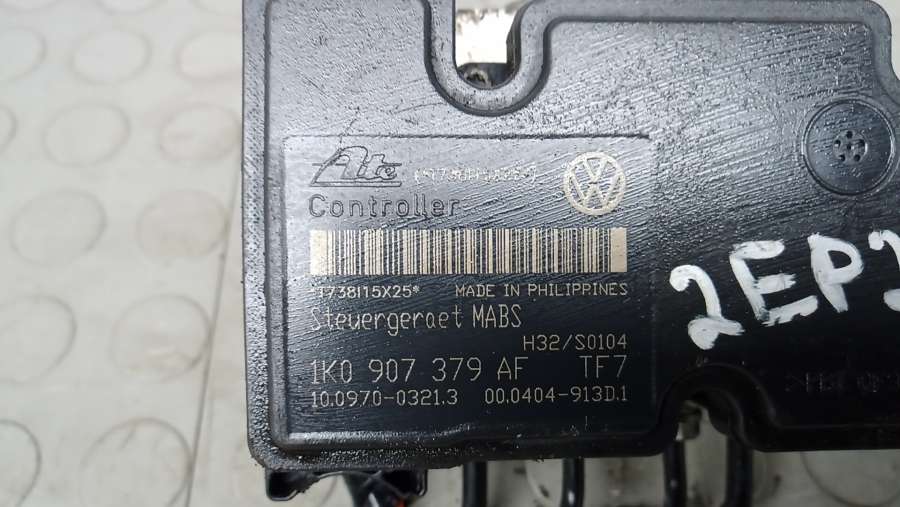 Ate
Controller
*1738I15X25* MADE IN PHILIPPINES
Steuergeraet MABS
H32/S0104
1K0 907 379 AF TF7
10.0970-0321.3 00.0404-913D.1
2EP